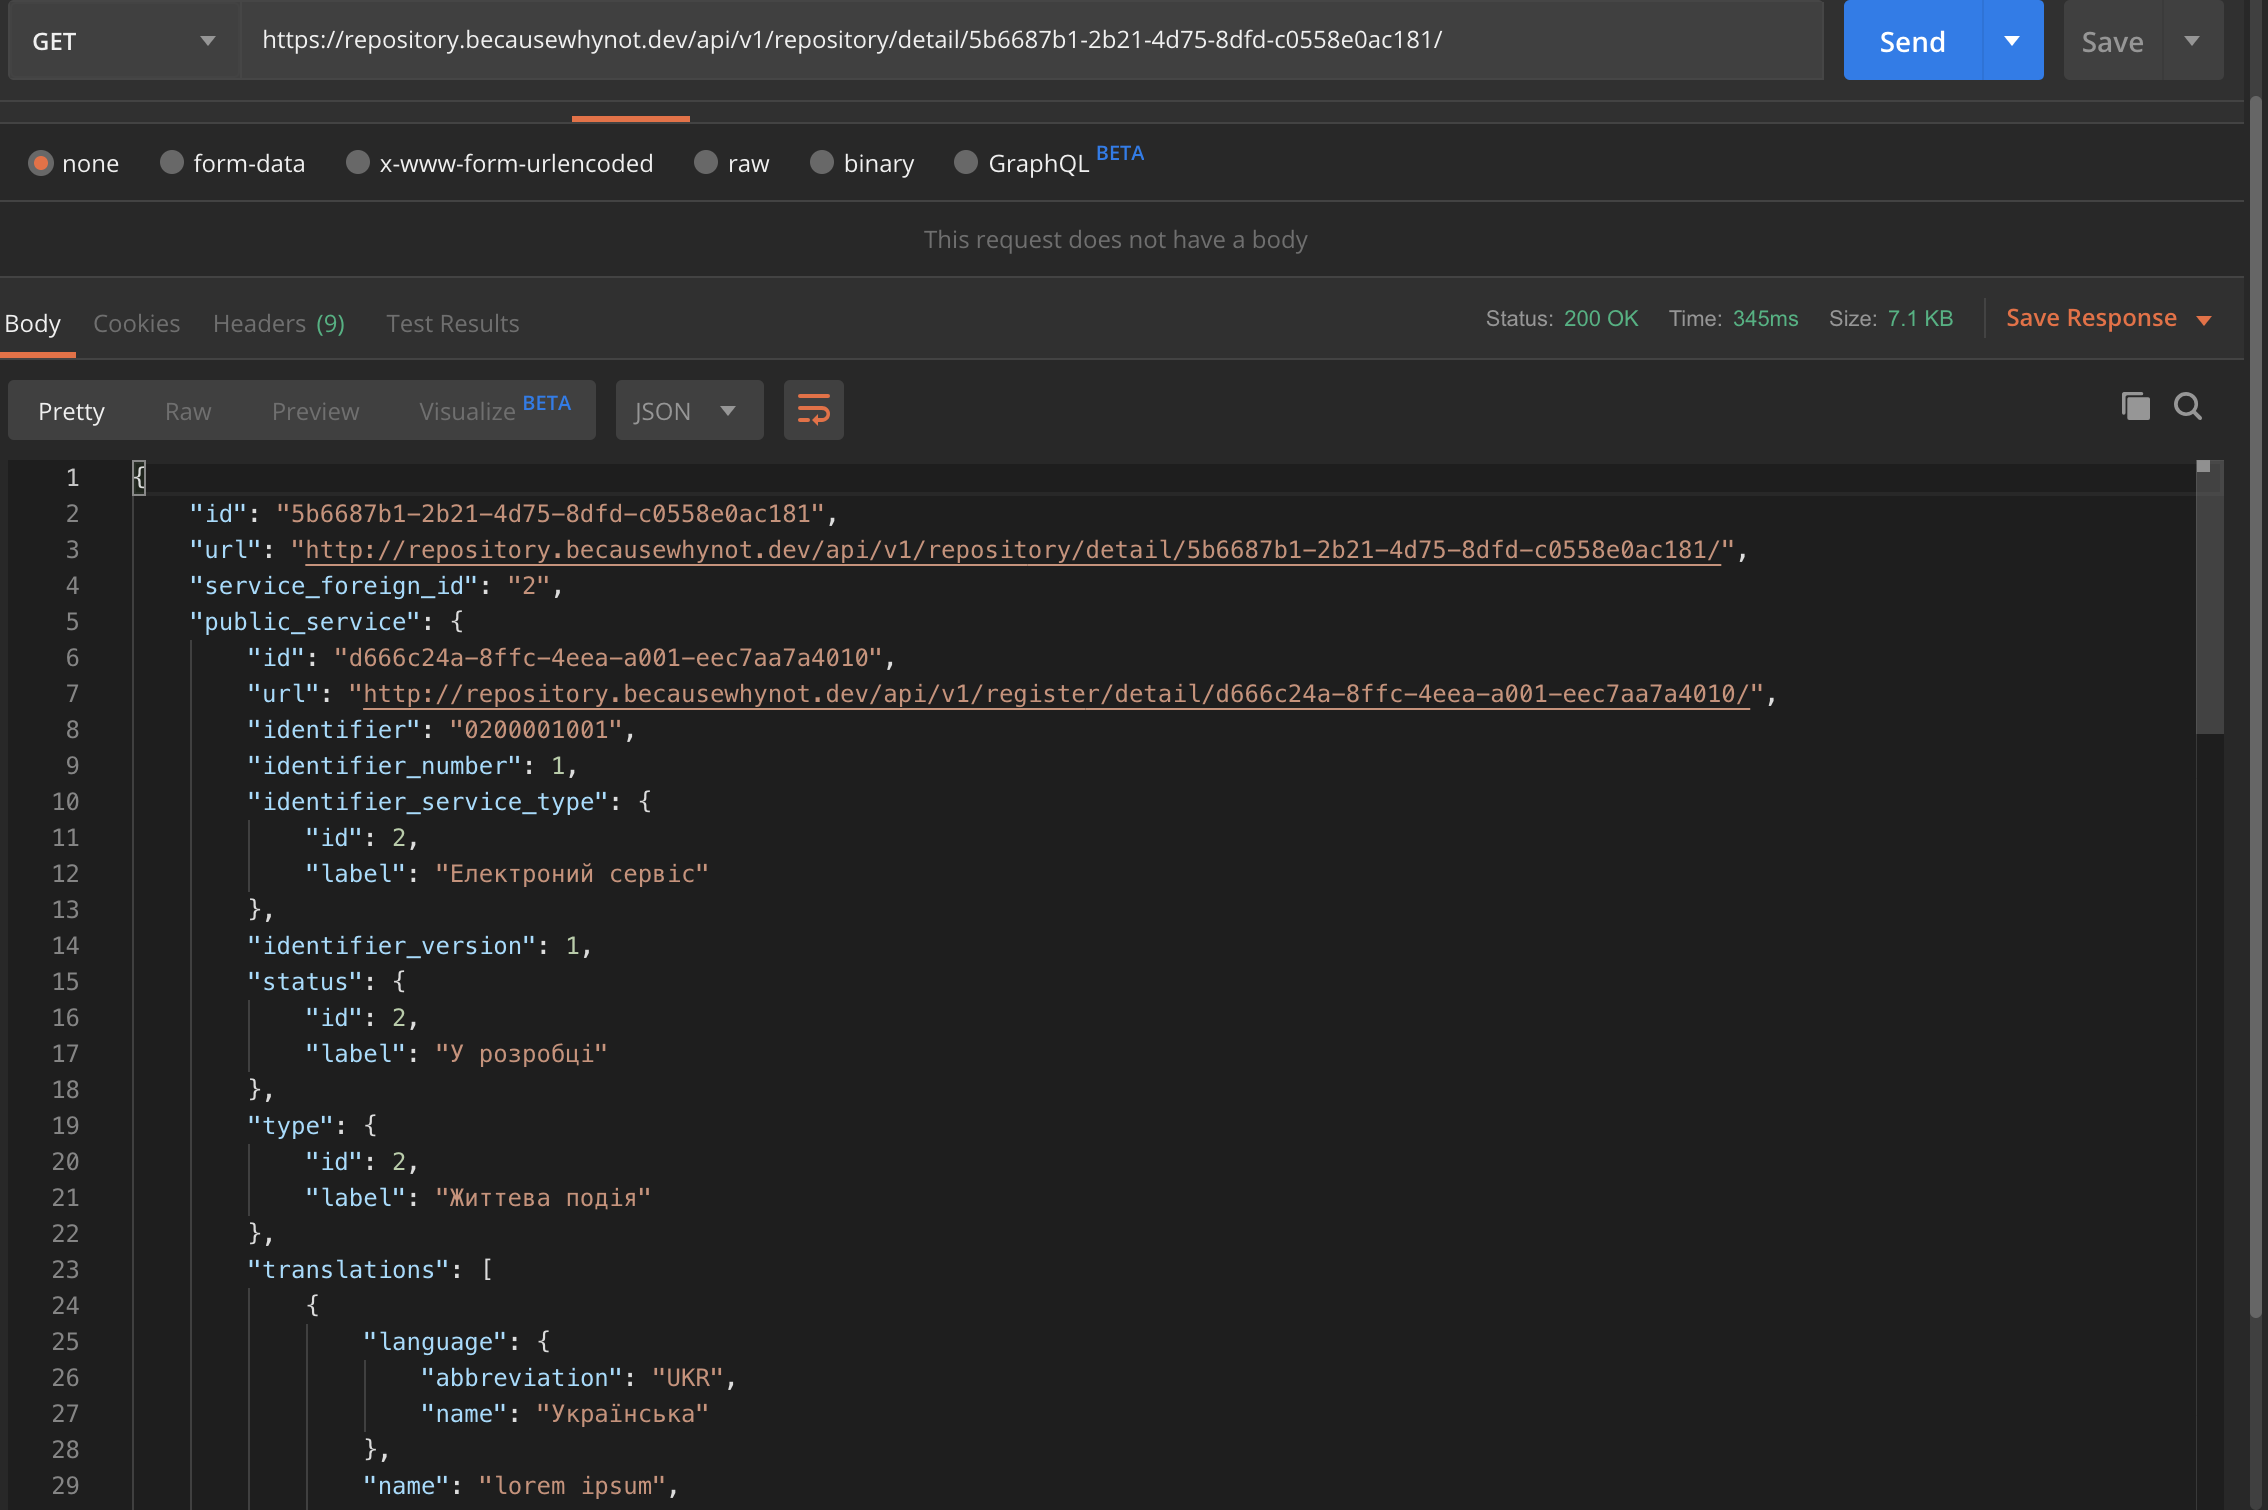 GET https://repository.becausewhynot.dev/api/v1/repository/detail/5b6687b1-2b21-4d75-8dfd-c0558e0ac181/ Send Save
none form-data x-www-form-urlencoded raw binary GraphQL BETA
This request does not have a body
Body Cookies Headers (9) Test Results Status: 200 OK Time: 345ms Size: 7.1 KB Save Response
Pretty Raw Preview Visualize BETA JSON
1 {
2 "id": "5b6687b1-2b21-4d75-8dfd-c0558e0ac181",
3 "url": "http://repository.becausewhynot.dev/api/v1/repository/detail/5b6687b1-2b21-4d75-8dfd-c0558e0ac181/",
4 "service_foreign_id": "2",
5 "public_service": {
6 "id": "d666c24a-8ffc-4eea-a001-eec7aa7a4010",
7 "url": "http://repository.becausewhynot.dev/api/v1/register/detail/d666c24a-8ffc-4eea-a001-eec7aa7a4010/",
8 "identifier": "0200001001",
9 "identifier_number": 1,
10 "identifier_service_type": {
11 "id": 2,
12 "label": "Електроний сервіс"
13 },
14 "identifier_version": 1,
15 "status": {
16 "id": 2,
17 "label": "У розробці"
18 },
19 "type": {
20 "id": 2,
21 "label": "Життева подія"
22 },
23 "translations": [
24 {
25 "language": {
26 "abbreviation": "UKR",
27 "name": "Українська"
28 },
29 "name": "lorem ipsum",